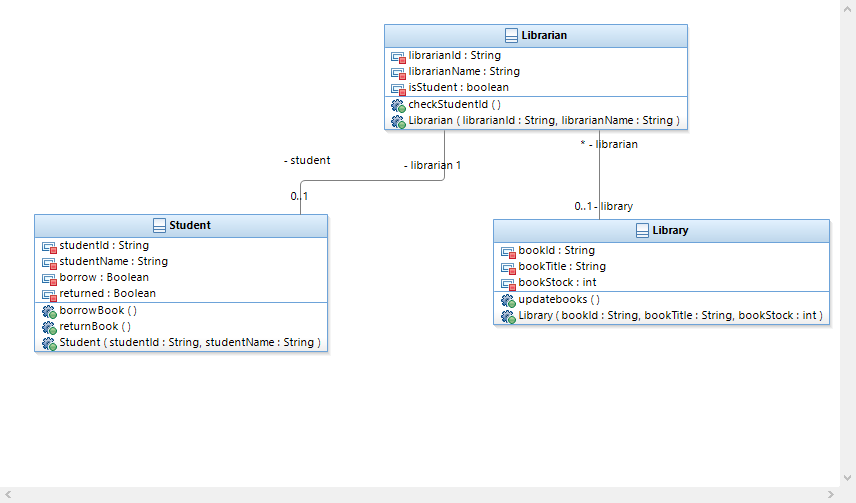 Librarian
librarianId : String
librarianName : String
isStudent : boolean
checkStudentId ( )
Librarian ( librarianId : String, librarianName : String )
- student
- librarian 1
0..1
* - librarian
0..1 - library
Student
studentId : String
studentName : String
borrow : Boolean
returned : Boolean
borrowBook ( )
returnBook ( )
Student ( studentId : String, studentName : String )
Library
bookId : String
bookTitle : String
bookStock : int
updatebooks ( )
Library ( bookId : String, bookTitle : String, bookStock : int )